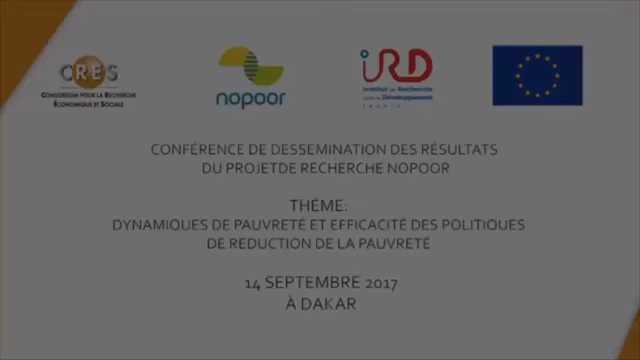 CRES
CONSORTIUM POUR LA RECHERCHE
ÉCONOMIQUE ET SOCIALE
nopoor
IRD
Institut de Recherche
pour le Développement
FRANCE
CONFÉRENCE DE DESSEMINATION DES RÉSULTATS
DU PROJETDE RECHERCHE NOPOOR
THÉME:
DYNAMIQUES DE PAUVRETÉ ET EFFICACITÉ DES POLITIQUES
DE REDUCTION DE LA PAUVRETÉ
14 SEPTEMBRE 2017
À DAKAR